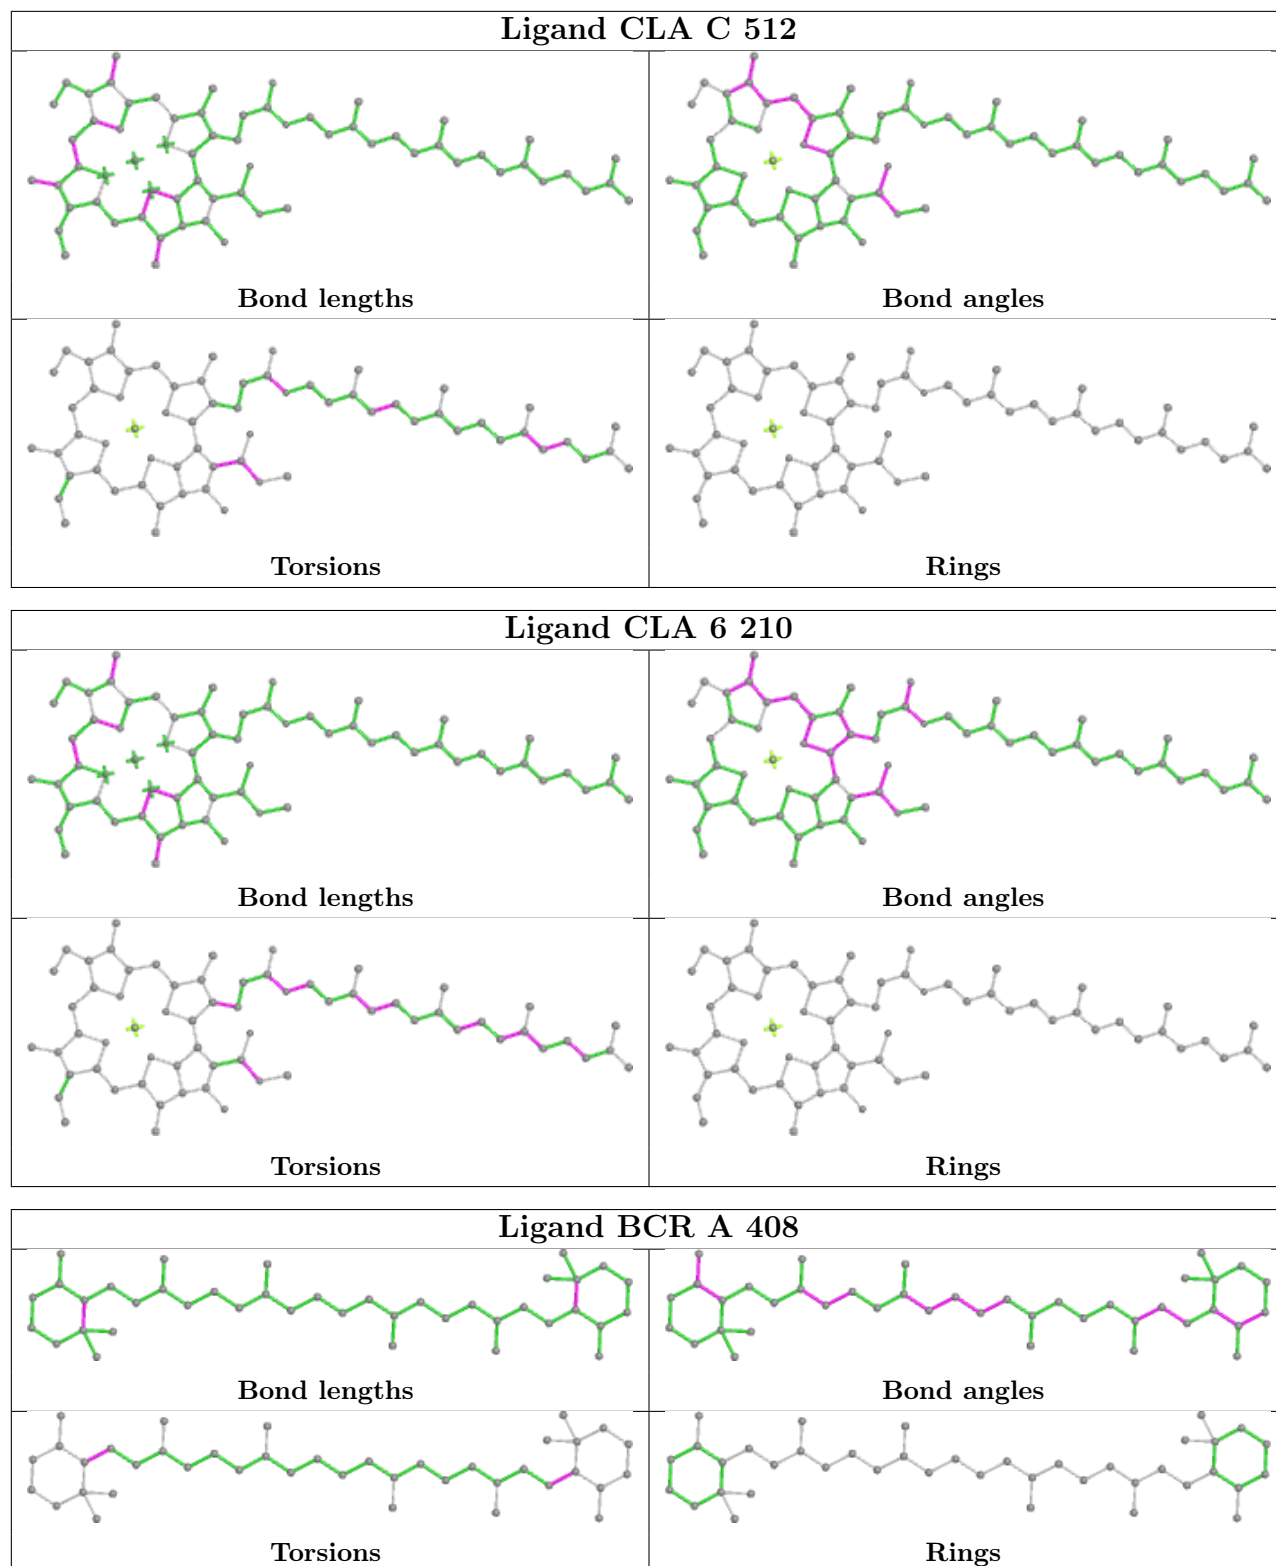 Ligand CLA C 512
Bond lengths
Bond angles
Torsions
Rings
Ligand CLA 6 210
Bond lengths
Bond angles
Torsions
Rings
Ligand BCR A 408
Bond lengths
Bond angles
Torsions
Rings